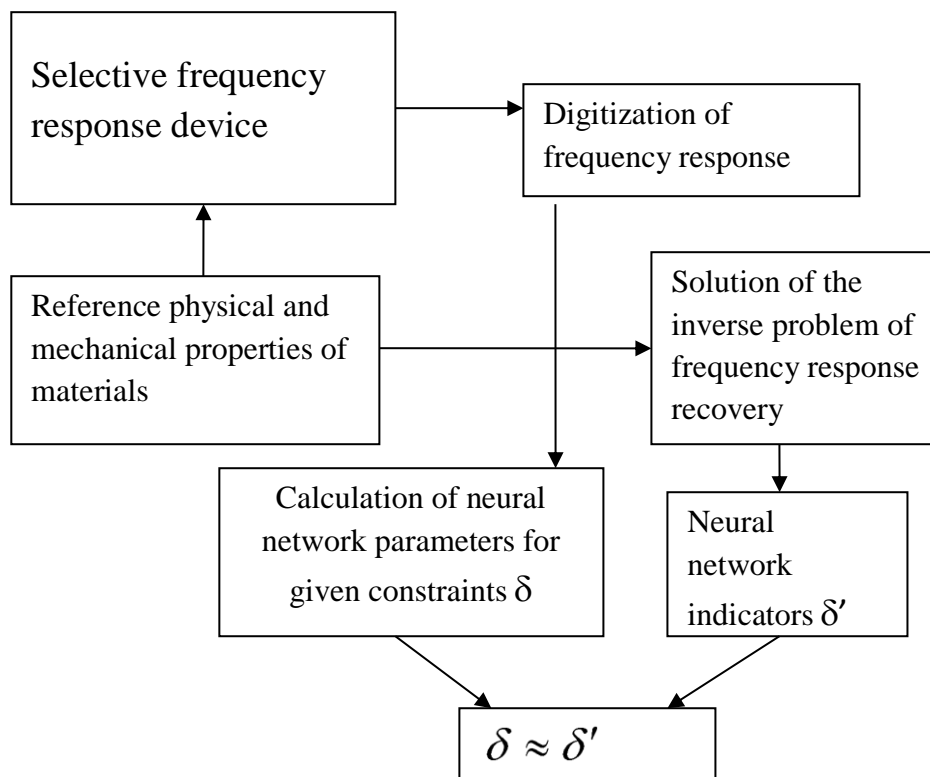 Selective frequency
response device
Digitization of
frequency response
Reference physical and
mechanical properties of
materials
Solution of the
inverse problem of
frequency response
recovery
Calculation of neural
network parameters for
given constraints δ
Neural
network
indicators δ′
δ ≈ δ′